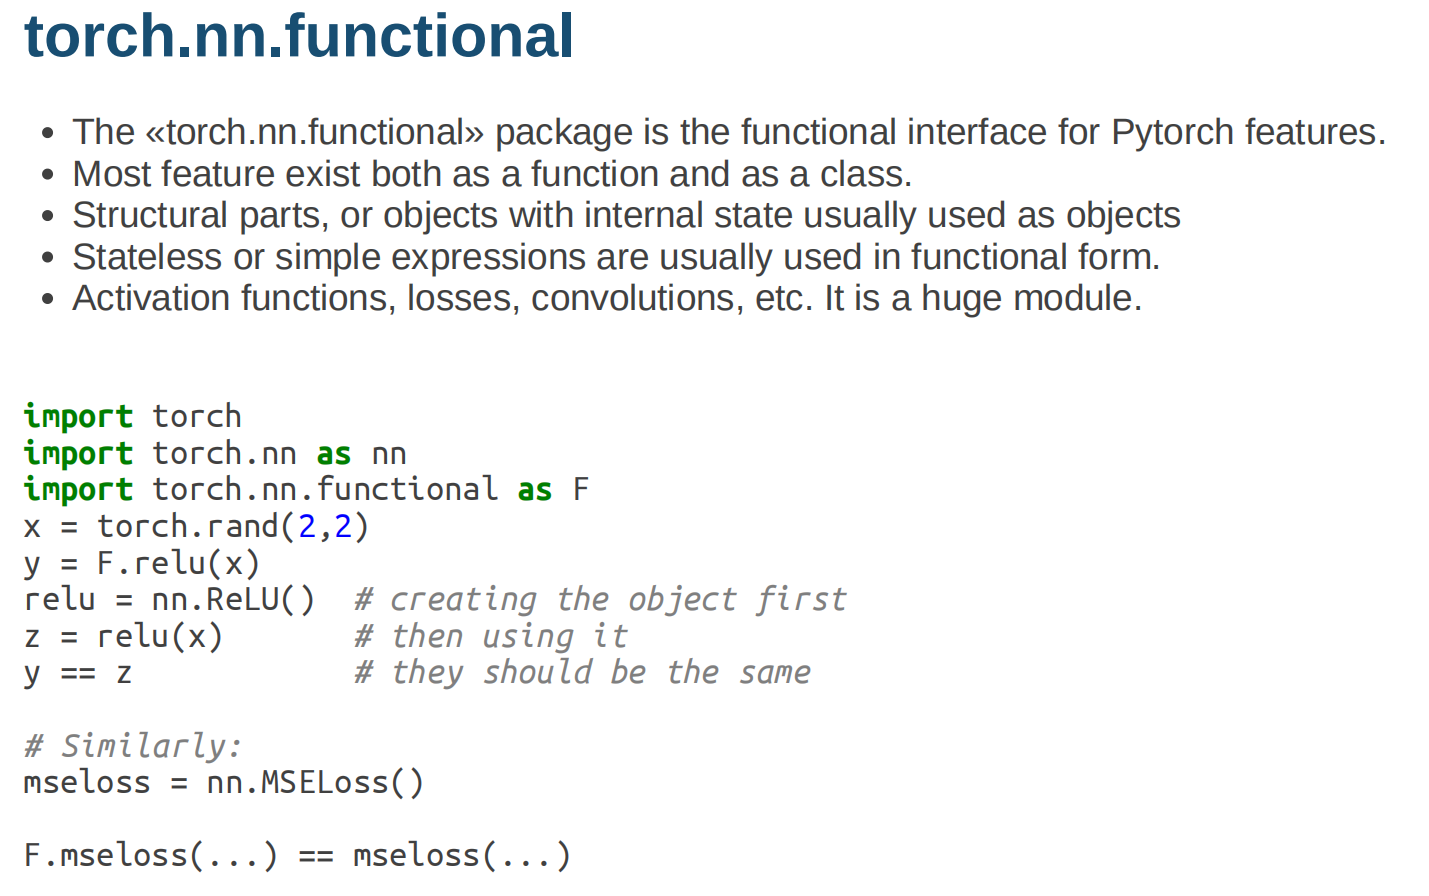 torch.nn.functional
• The «torch.nn.functional» package is the functional interface for Pytorch features.
• Most feature exist both as a function and as a class.
• Structural parts, or objects with internal state usually used as objects
• Stateless or simple expressions are usually used in functional form.
• Activation functions, losses, convolutions, etc. It is a huge module.
import torch
import torch.nn as nn
import torch.nn.functional as F
x = torch.rand(2,2)
y = F.relu(x)
relu = nn.ReLU()  # creating the object first
z = relu(x)       # then using it
y == z            # they should be the same
# Similarly:
mseloss = nn.MSELoss()
F.mseloss(...) == mseloss(...)